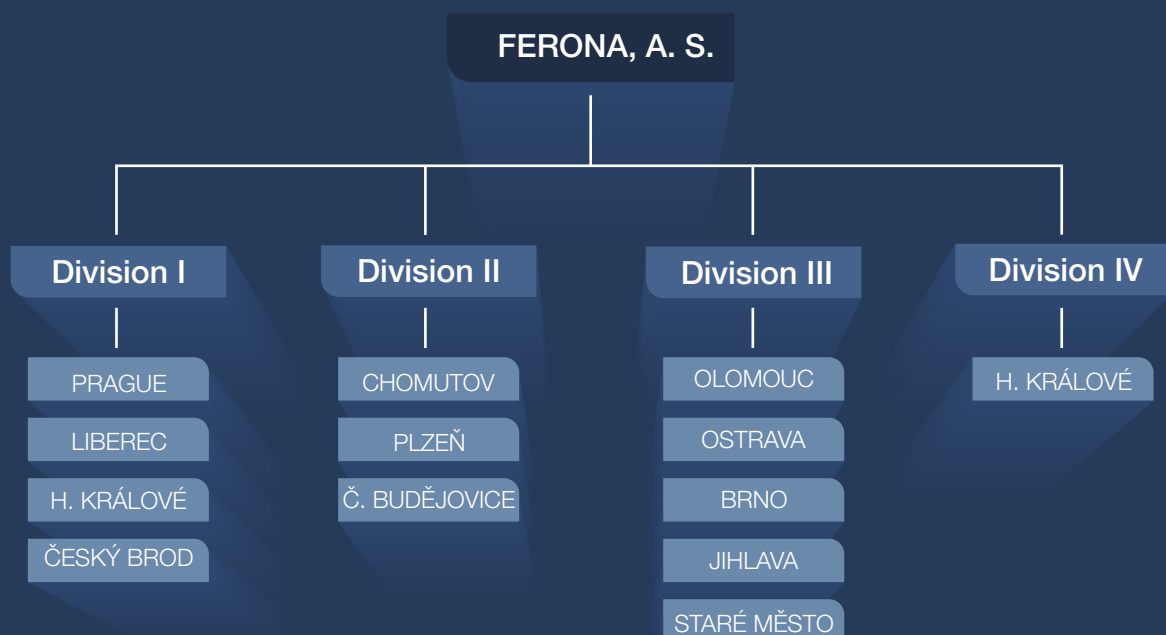 FERONA, A. S.
Division I
Division II
Division III
Division IV
PRAGUE
LIBEREC
H. KRÁLOVÉ
ČESKÝ BROD
CHOMUTOV
PLZEŇ
Č. BUDĚJOVICE
OLOMOUC
OSTRAVA
BRNO
JIHLAVA
STARÉ MĚSTO
H. KRÁLOVÉ